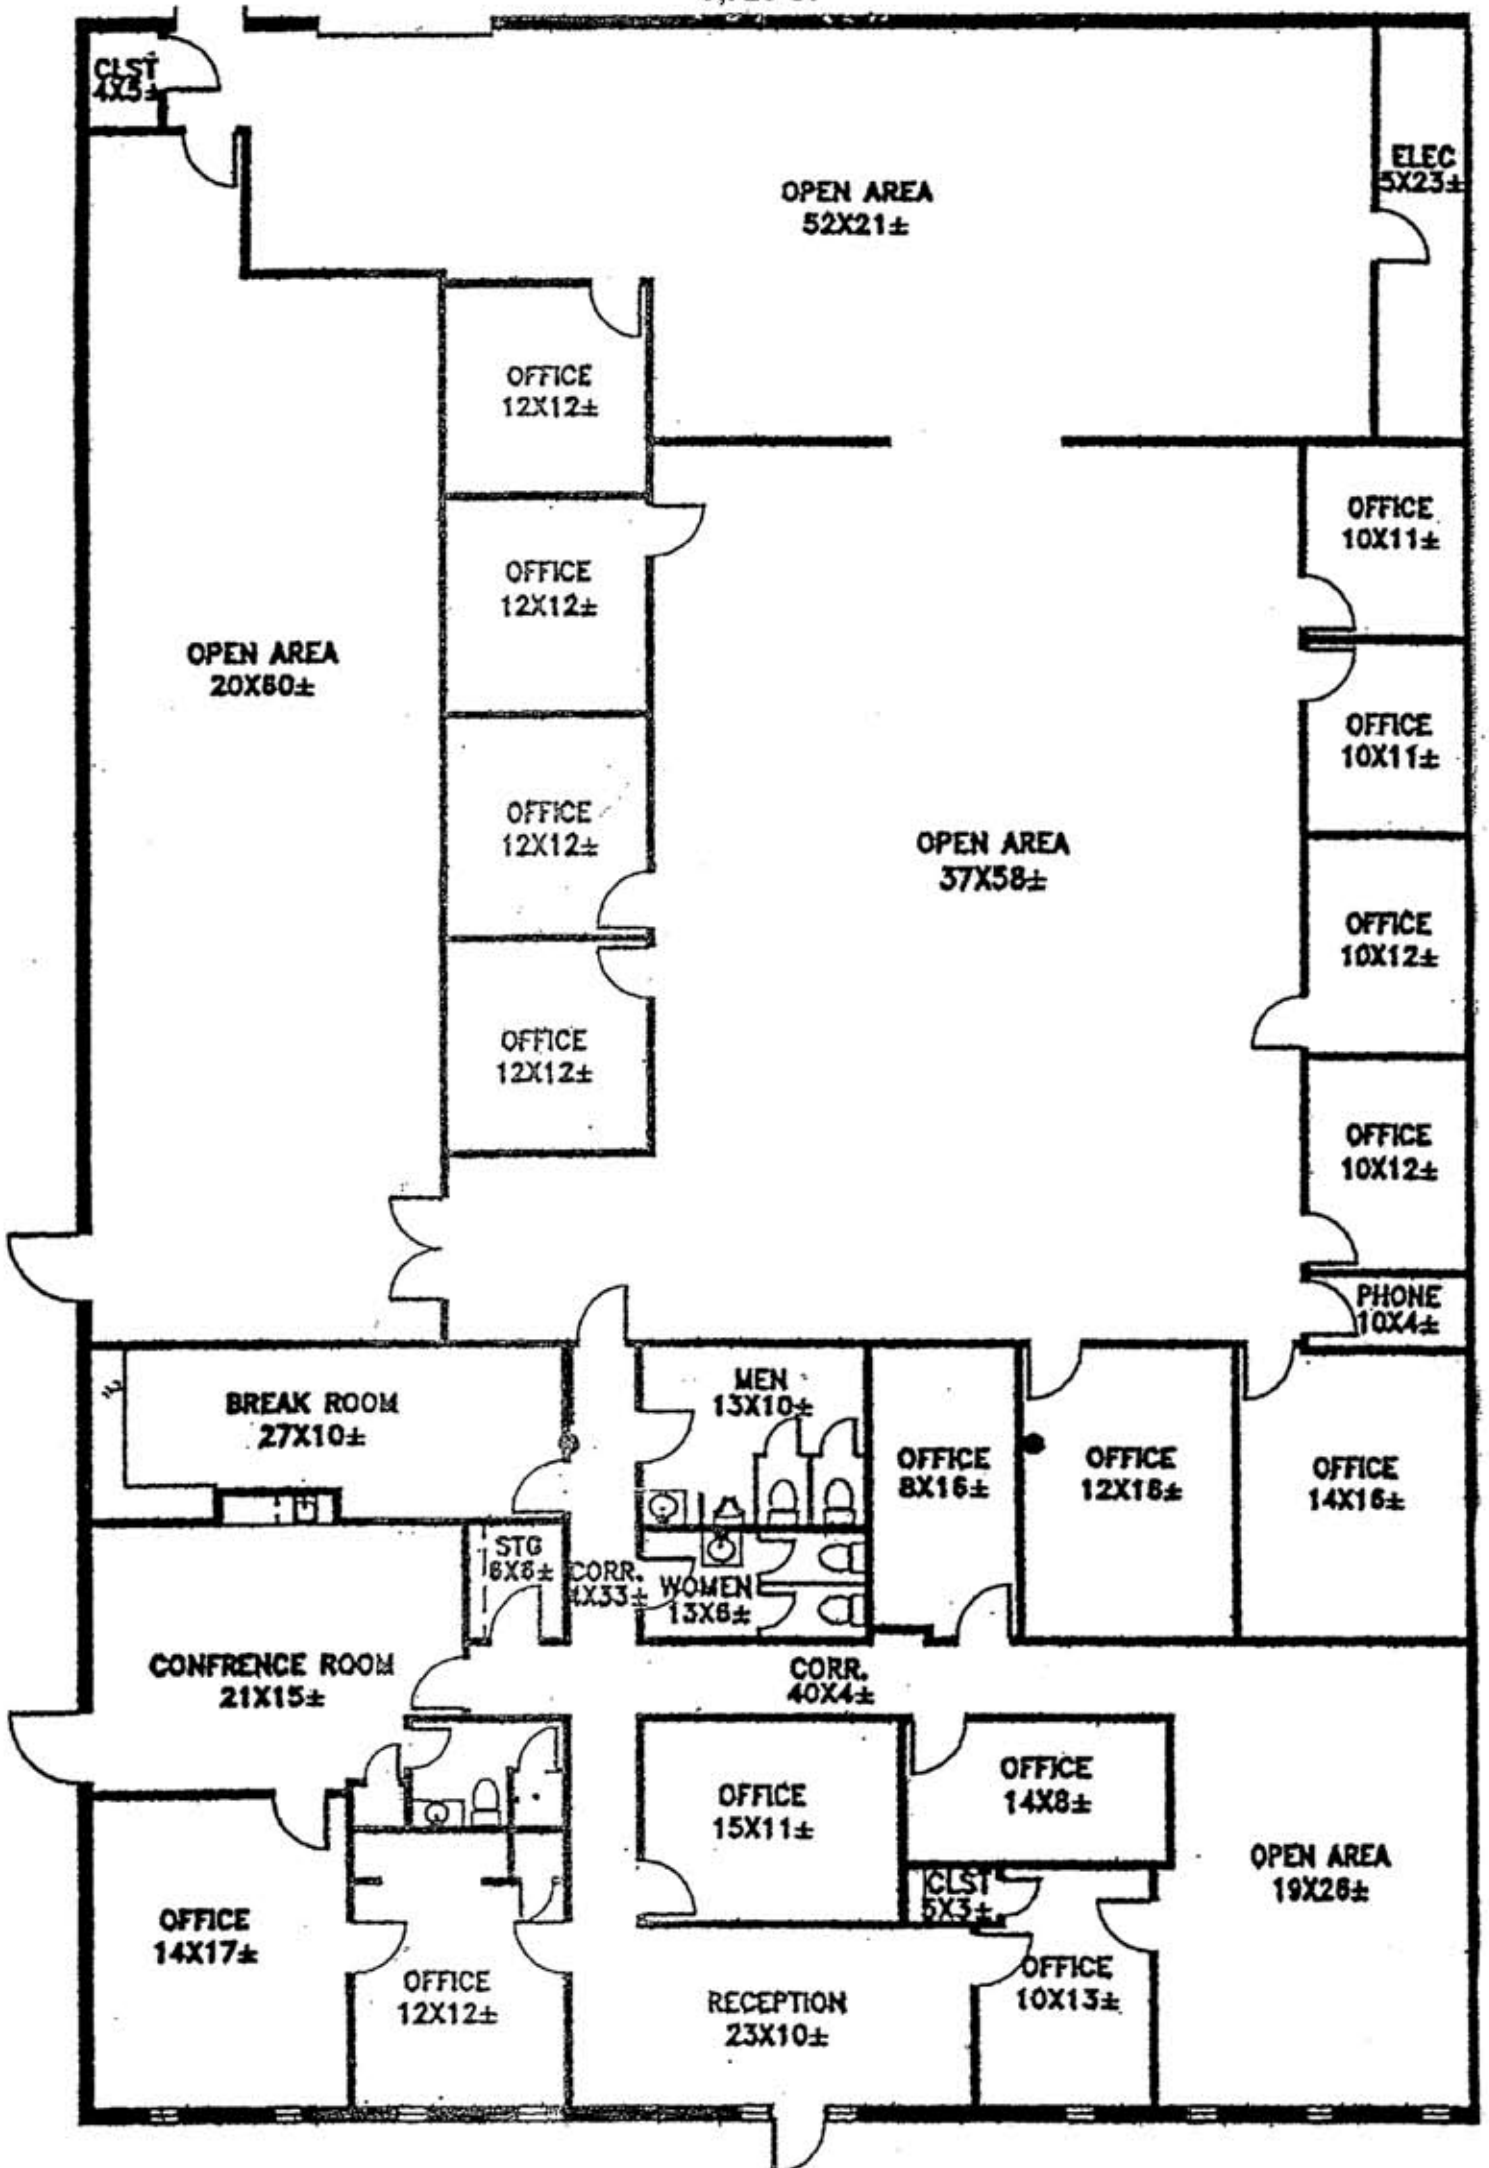 CLST
4X5±
ELEC
5X23±
OPEN AREA
52X21±
OFFICE
12X12±
OFFICE
10X11±
OFFICE
12X12±
OPEN AREA
20X60±
OFFICE
10X11±
OFFICE
12X12±
OPEN AREA
37X58±
OFFICE
10X12±
OFFICE
12X12±
OFFICE
10X12±
PHONE
10X4±
BREAK ROOM
27X10±
MEN
13X10±
OFFICE
8X16±
OFFICE
12X16±
OFFICE
14X16±
STG
6X6±
CORR.
4X33±
WOMEN
13X6±
CONFRENCE ROOM
21X15±
CORR.
40X4±
OFFICE
15X11±
OFFICE
14X8±
OPEN AREA
19X26±
CLST
5X3±
OFFICE
14X17±
OFFICE
12X12±
RECEPTION
23X10±
OFFICE
10X13±